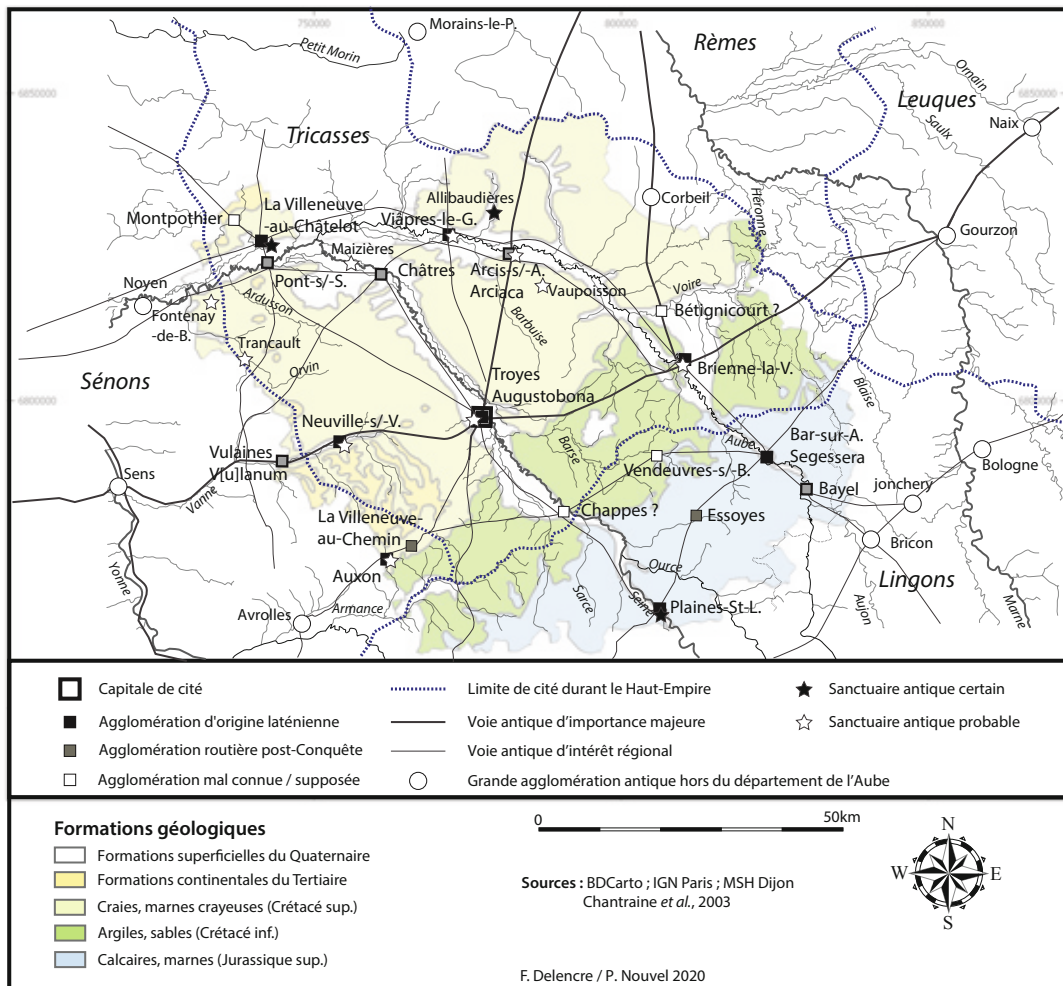 750000
800000
850000
Morains-le-P.
Petit Morin
Rèmes
Ornain
6850000
6850000
Leuques
Saulx
Naix
Tricasses
Allibaudières
Corbeil
Héronne
La Villeneuve
-au-Châtelot
Montpothier
Viâpres-le-G.
Gourzon
Maizières
Noyen
Pont-s/-S.
Châtres
Arcis-s/-A.
Arciaca
Vaupoisson
Voire
Ardusson
Fontenay
-de-B.
Barbuise
Bétignicourt ?
Trancault
Orvin
Brienne-la-V.
Blaise
Sénons
6800000
6800000
Troyes
Augustobona
Neuville-s/-V.
Vulaines
V[u]lanum
Barse
Aube
Bar-sur-A.
Segessera
Vendeuvres-s/-B.
Bologne
Sens
Vanne
Bayel
jonchery
La Villeneuve-
au-Chemin
Chappes ?
Essoyes
Bricon
Auxon
Ource
Lingons
Yonne
Armance
Avrolles
Sarce
Seine
Plaines-St-L.
Aujon
Marne
Capitale de cité
Limite de cité durant le Haut-Empire
Sanctuaire antique certain
Agglomération d'origine laténienne
Voie antique d'importance majeure
Sanctuaire antique probable
Agglomération routière post-Conquête
Voie antique d'intérêt régional
Agglomération mal connue / supposée
Grande agglomération antique hors du département de l'Aube
Formations géologiques
Formations superficielles du Quaternaire
Formations continentales du Tertiaire
Craies, marnes crayeuses (Crétacé sup.)
Argiles, sables (Crétacé inf.)
Calcaires, marnes (Jurassique sup.)
0
50km
Sources : BDCarto ; IGN Paris ; MSH Dijon
Chantraine et al., 2003
N
W
E
S
F. Delencre / P. Nouvel 2020